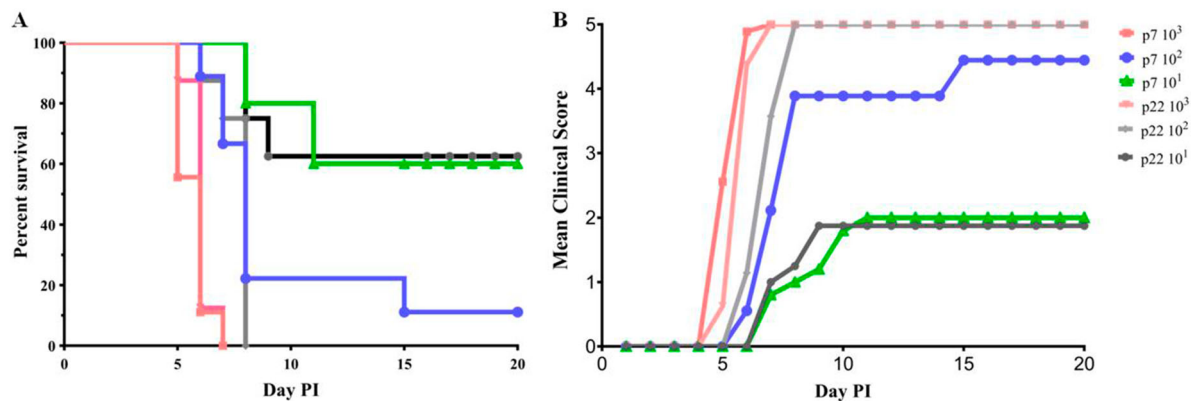 A
Percent survival
100
80
60
40
20
0
0 5 10 15 20
Day PI
B
Mean Clinical Score
5
4
3
2
1
0
0 5 10 15 20
Day PI
p7 10³
p7 10²
p7 10¹
p22 10³
p22 10²
p22 10¹